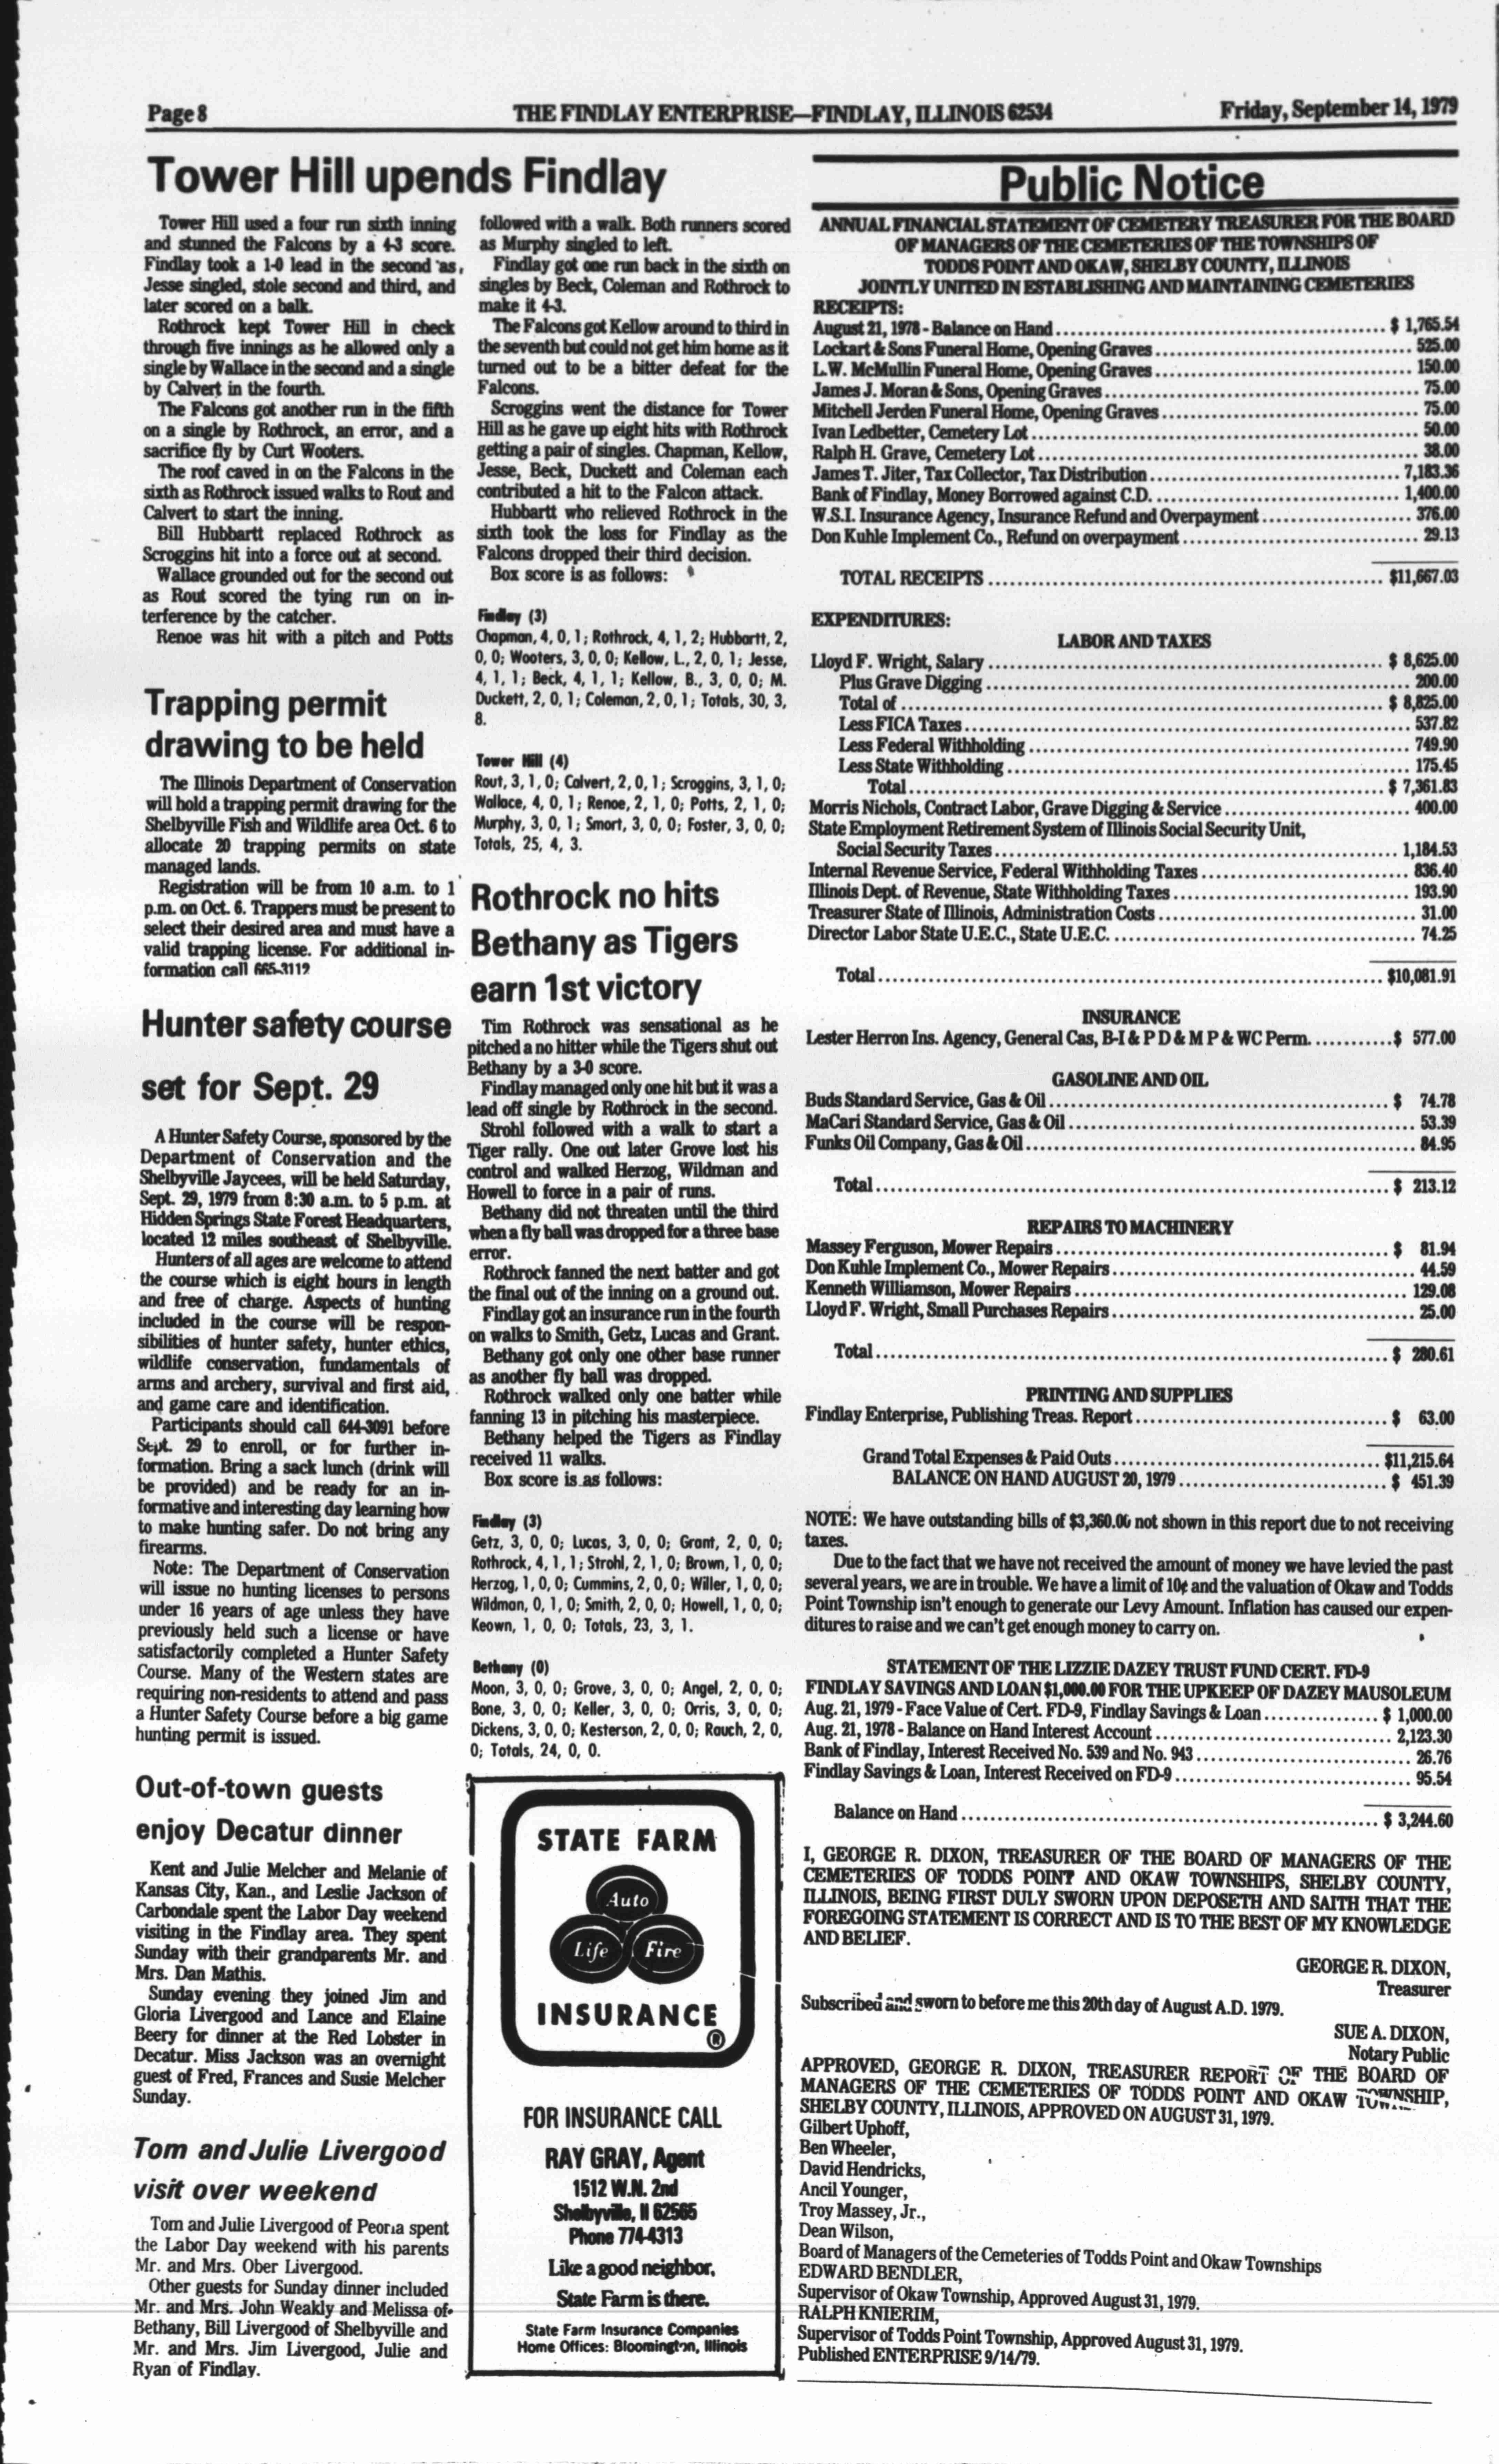 Page 8
THE FINDLAY ENTERPRISE—FINDLAY, ILLINOIS 62534
Friday, September 14, 1979
Tower Hill upends Findlay
Tower Hill used a four run sixth inning
and stunned the Falcons by a 4-3 score.
Findlay took a 1-0 lead in the second as
Jesse singled, stole second and third, and
later scored on a balk.
Rothrock kept Tower Hill in check
through five innings as he allowed only a
single by Wallace in the second and a single
by Calvert in the fourth.
The Falcons got another run in the fifth
on a single by Rothrock, an error, and a
sacrifice fly by Curt Wooters.
The roof caved in on the Falcons in the
sixth as Rothrock issued walks to Rout and
Calvert to start the inning.
Bill Hubbartt replaced Rothrock as
Scroggins hit into a force out at second.
Wallace grounded out for the second out
as Rout scored the tying run on in-
terference by the catcher.
Renoe was hit with a pitch and Potts
followed with a walk. Both runners scored
as Murphy singled to left.
Findlay got one run back in the sixth on
singles by Beck, Coleman and Rothrock to
make it 4-3.
The Falcons got Kellow around to third in
the seventh but could not get him home as it
turned out to be a bitter defeat for the
Falcons.
Scroggins went the distance for Tower
Hill as he gave up eight hits with Rothrock
getting a pair of singles. Chapman, Kellow,
Jesse, Beck, Duckett and Coleman each
contributed a hit to the Falcon attack.
Hubbartt who relieved Rothrock in the
sixth took the loss for Findlay as the
Falcons dropped their third decision.
Box score is as follows:
Findlay (3)
Chapman, 4, 0, 1; Rothrock, 4, 1, 2; Hubbartt, 2,
0, 0; Wooters, 3, 0, 0; Kellow, L., 2, 0, 1; Jesse,
4, 1, 1; Beck, 4, 1, 1; Kellow, B., 3, 0, 0; M.
Duckett, 2, 0, 1; Coleman, 2, 0, 1; Totals, 30, 3,
8.
Tower Hill (4)
Rout, 3, 1, 0; Calvert, 2, 0, 1; Scroggins, 3, 1, 0;
Wallace, 4, 0, 1; Renoe, 2, 1, 0; Potts, 2, 1, 0;
Murphy, 3, 0, 1; Smort, 3, 0, 0; Foster, 3, 0, 0;
Totals, 25, 4, 3.
Trapping permit
drawing to be held
The Illinois Department of Conservation
will hold a trapping permit drawing for the
Shelbyville Fish and Wildlife area Oct. 6 to
allocate 20 trapping permits on state
managed lands.
Registration will be from 10 a.m. to 1
p.m. on Oct. 6. Trappers must be present to
select their desired area and must have a
valid trapping license. For additional in-
formation call 665-3112
Hunter safety course
set for Sept. 29
A Hunter Safety Course, sponsored by the
Department of Conservation and the
Shelbyville Jaycees, will be held Saturday,
Sept. 29, 1979 from 8:30 a.m. to 5 p.m. at
Hidden Springs State Forest Headquarters,
located 12 miles southeast of Shelbyville.
Hunters of all ages are welcome to attend
the course which is eight hours in length
and free of charge. Aspects of hunting
included in the course will be respon-
sibilities of hunter safety, hunter ethics,
wildlife conservation, fundamentals of
arms and archery, survival and first aid,
and game care and identification.
Participants should call 644-3091 before
Sept. 29 to enroll, or for further in-
formation. Bring a sack lunch (drink will
be provided) and be ready for an in-
formative and interesting day learning how
to make hunting safer. Do not bring any
firearms.
Note: The Department of Conservation
will issue no hunting licenses to persons
under 16 years of age unless they have
previously held such a license or have
satisfactorily completed a Hunter Safety
Course. Many of the Western states are
requiring non-residents to attend and pass
a Hunter Safety Course before a big game
hunting permit is issued.
Out-of-town guests
enjoy Decatur dinner
Kent and Julie Melcher and Melanie of
Kansas City, Kan., and Leslie Jackson of
Carbondale spent the Labor Day weekend
visiting in the Findlay area. They spent
Sunday with their grandparents Mr. and
Mrs. Dan Mathis.
Sunday evening they joined Jim and
Gloria Livergood and Lance and Elaine
Beery for dinner at the Red Lobster in
Decatur. Miss Jackson was an overnight
guest of Fred, Frances and Susie Melcher
Sunday.
Tom and Julie Livergood
visit over weekend
Tom and Julie Livergood of Peoria spent
the Labor Day weekend with his parents
Mr. and Mrs. Ober Livergood.
Other guests for Sunday dinner included
Mr. and Mrs. John Weakly and Melissa of
Bethany, Bill Livergood of Shelbyville and
Mr. and Mrs. Jim Livergood, Julie and
Ryan of Findlay.
Rothrock no hits
Bethany as Tigers
earn 1st victory
Tim Rothrock was sensational as he
pitched a no hitter while the Tigers shut out
Bethany by a 3-0 score.
Findlay managed only one hit but it was a
lead off single by Rothrock in the second.
Strohl followed with a walk to start a
Tiger rally. One out later Grove lost his
control and walked Herzog, Wildman and
Howell to force in a pair of runs.
Bethany did not threaten until the third
when a fly ball was dropped for a three base
error.
Rothrock fanned the next batter and got
the final out of the inning on a ground out.
Findlay got an insurance run in the fourth
on walks to Smith, Getz, Lucas and Grant.
Bethany got only one other base runner
as another fly ball was dropped.
Rothrock walked only one batter while
fanning 13 in pitching his masterpiece.
Bethany helped the Tigers as Findlay
received 11 walks.
Box score is as follows:
Findlay (3)
Getz, 3, 0, 0; Lucas, 3, 0, 0; Grant, 2, 0, 0;
Rothrock, 4, 1, 1; Strohl, 2, 1, 0; Brown, 1, 0, 0;
Herzog, 1, 0, 0; Cummins, 2, 0, 0; Willer, 1, 0, 0;
Wildman, 0, 1, 0; Smith, 2, 0, 0; Howell, 1, 0, 0;
Keown, 1, 0, 0; Totals, 23, 3, 1.
Bethany (0)
Moon, 3, 0, 0; Grove, 3, 0, 0; Angel, 2, 0, 0;
Bone, 3, 0, 0; Keller, 3, 0, 0; Orris, 3, 0, 0;
Dickens, 3, 0, 0; Kesterson, 2, 0, 0; Rauch, 2, 0,
0; Totals, 24, 0, 0.
STATE FARM
Auto
Life Fire
INSURANCE
®
FOR INSURANCE CALL
RAY GRAY, Agent
1512 W.N. 2nd
Shelbyville, Il 62565
Phone 774-4313
Like a good neighbor,
State Farm is there.
State Farm Insurance Companies
Home Offices: Bloomington, Illinois
Public Notice
ANNUAL FINANCIAL STATEMENT OF CEMETERY TREASURER FOR THE BOARD
OF MANAGERS OF THE CEMETERIES OF THE TOWNSHIPS OF
TODDS POINT AND OKAW, SHELBY COUNTY, ILLINOIS
JOINTLY UNITED IN ESTABLISHING AND MAINTAINING CEMETERIES
RECEIPTS:
August 21, 1978 - Balance on Hand $ 1,765.54
Lockart & Sons Funeral Home, Opening Graves 525.00
L.W. McMullin Funeral Home, Opening Graves 150.00
James J. Moran & Sons, Opening Graves 75.00
Mitchell Jerden Funeral Home, Opening Graves 75.00
Ivan Ledbetter, Cemetery Lot 50.00
Ralph H. Grave, Cemetery Lot 38.00
James T. Jiter, Tax Collector, Tax Distribution 7,183.36
Bank of Findlay, Money Borrowed against C.D. 1,400.00
W.S.I. Insurance Agency, Insurance Refund and Overpayment 376.00
Don Kuhle Implement Co., Refund on overpayment 29.13
TOTAL RECEIPTS $11,667.03
EXPENDITURES:
LABOR AND TAXES
Lloyd F. Wright, Salary $ 8,625.00
Plus Grave Digging 200.00
Total of $ 8,825.00
Less FICA Taxes 537.82
Less Federal Withholding 749.90
Less State Withholding 175.45
Total $ 7,361.83
Morris Nichols, Contract Labor, Grave Digging & Service 400.00
State Employment Retirement System of Illinois Social Security Unit,
Social Security Taxes 1,184.53
Internal Revenue Service, Federal Withholding Taxes 836.40
Illinois Dept. of Revenue, State Withholding Taxes 193.90
Treasurer State of Illinois, Administration Costs 31.00
Director Labor State U.E.C., State U.E.C. 74.25
Total $10,081.91
INSURANCE
Lester Herron Ins. Agency, General Cas, B-I & P D & M P & WC Perm. $ 577.00
GASOLINE AND OIL
Buds Standard Service, Gas & Oil $ 74.78
MaCari Standard Service, Gas & Oil 53.39
Funks Oil Company, Gas & Oil 84.95
Total $ 213.12
REPAIRS TO MACHINERY
Massey Ferguson, Mower Repairs $ 81.94
Don Kuhle Implement Co., Mower Repairs 44.59
Kenneth Williamson, Mower Repairs 129.08
Lloyd F. Wright, Small Purchases Repairs 25.00
Total $ 280.61
PRINTING AND SUPPLIES
Findlay Enterprise, Publishing Treas. Report $ 63.00
Grand Total Expenses & Paid Outs $11,215.64
BALANCE ON HAND AUGUST 20, 1979 $ 451.39
NOTE: We have outstanding bills of $3,360.00 not shown in this report due to not receiving
taxes.
Due to the fact that we have not received the amount of money we have levied the past
several years, we are in trouble. We have a limit of 10¢ and the valuation of Okaw and Todds
Point Township isn't enough to generate our Levy Amount. Inflation has caused our expen-
ditures to raise and we can't get enough money to carry on.
STATEMENT OF THE LIZZIE DAZEY TRUST FUND CERT. FD-9
FINDLAY SAVINGS AND LOAN $1,000.00 FOR THE UPKEEP OF DAZEY MAUSOLEUM
Aug. 21, 1979 - Face Value of Cert. FD-9, Findlay Savings & Loan $ 1,000.00
Aug. 21, 1978 - Balance on Hand Interest Account 2,123.30
Bank of Findlay, Interest Received No. 539 and No. 943 26.76
Findlay Savings & Loan, Interest Received on FD-9 95.54
Balance on Hand $ 3,244.60
I, GEORGE R. DIXON, TREASURER OF THE BOARD OF MANAGERS OF THE
CEMETERIES OF TODDS POINT AND OKAW TOWNSHIPS, SHELBY COUNTY,
ILLINOIS, BEING FIRST DULY SWORN UPON DEPOSETH AND SAITH THAT THE
FOREGOING STATEMENT IS CORRECT AND IS TO THE BEST OF MY KNOWLEDGE
AND BELIEF.
GEORGE R. DIXON,
Treasurer
Subscribed and sworn to before me this 20th day of August A.D. 1979.
SUE A. DIXON,
Notary Public
APPROVED, GEORGE R. DIXON, TREASURER REPORT OF THE BOARD OF
MANAGERS OF THE CEMETERIES OF TODDS POINT AND OKAW TOWNSHIP,
SHELBY COUNTY, ILLINOIS, APPROVED ON AUGUST 31, 1979.
Gilbert Uphoff,
Ben Wheeler,
David Hendricks,
Ancil Younger,
Troy Massey, Jr.,
Dean Wilson,
Board of Managers of the Cemeteries of Todds Point and Okaw Townships
EDWARD BENDLER,
Supervisor of Okaw Township, Approved August 31, 1979.
RALPH KNIERIM,
Supervisor of Todds Point Township, Approved August 31, 1979.
Published ENTERPRISE 9/14/79.